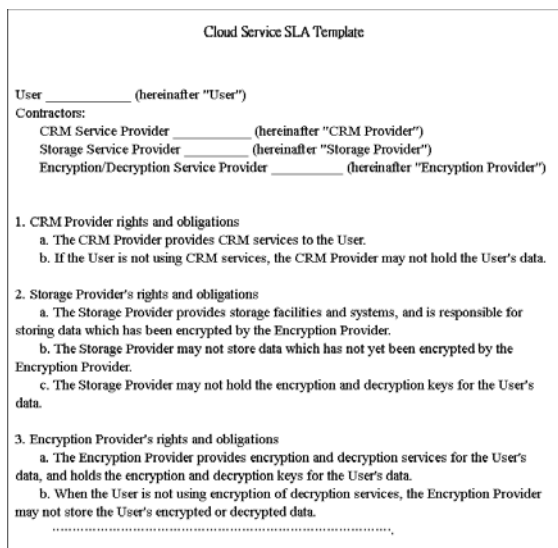 Cloud Service SLA Template
User ____________ (hereinafter "User")
Contractors:
CRM Service Provider ___________ (hereinafter "CRM Provider")
Storage Service Provider _________ (hereinafter "Storage Provider")
Encryption/Decryption Service Provider __________ (hereinafter "Encryption Provider")
1. CRM Provider rights and obligations
a. The CRM Provider provides CRM services to the User.
b. If the User is not using CRM services, the CRM Provider may not hold the User's data.
2. Storage Provider's rights and obligations
a. The Storage Provider provides storage facilities and systems, and is responsible for
storing data which has been encrypted by the Encryption Provider.
b. The Storage Provider may not store data which has not yet been encrypted by the
Encryption Provider.
c. The Storage Provider may not hold the encryption and decryption keys for the User's
data.
3. Encryption Provider's rights and obligations
a. The Encryption Provider provides encryption and decryption services for the User's
data, and holds the encryption and decryption keys for the User's data.
b. When the User is not using encryption of decryption services, the Encryption Provider
may not store the User's encrypted or decrypted data.